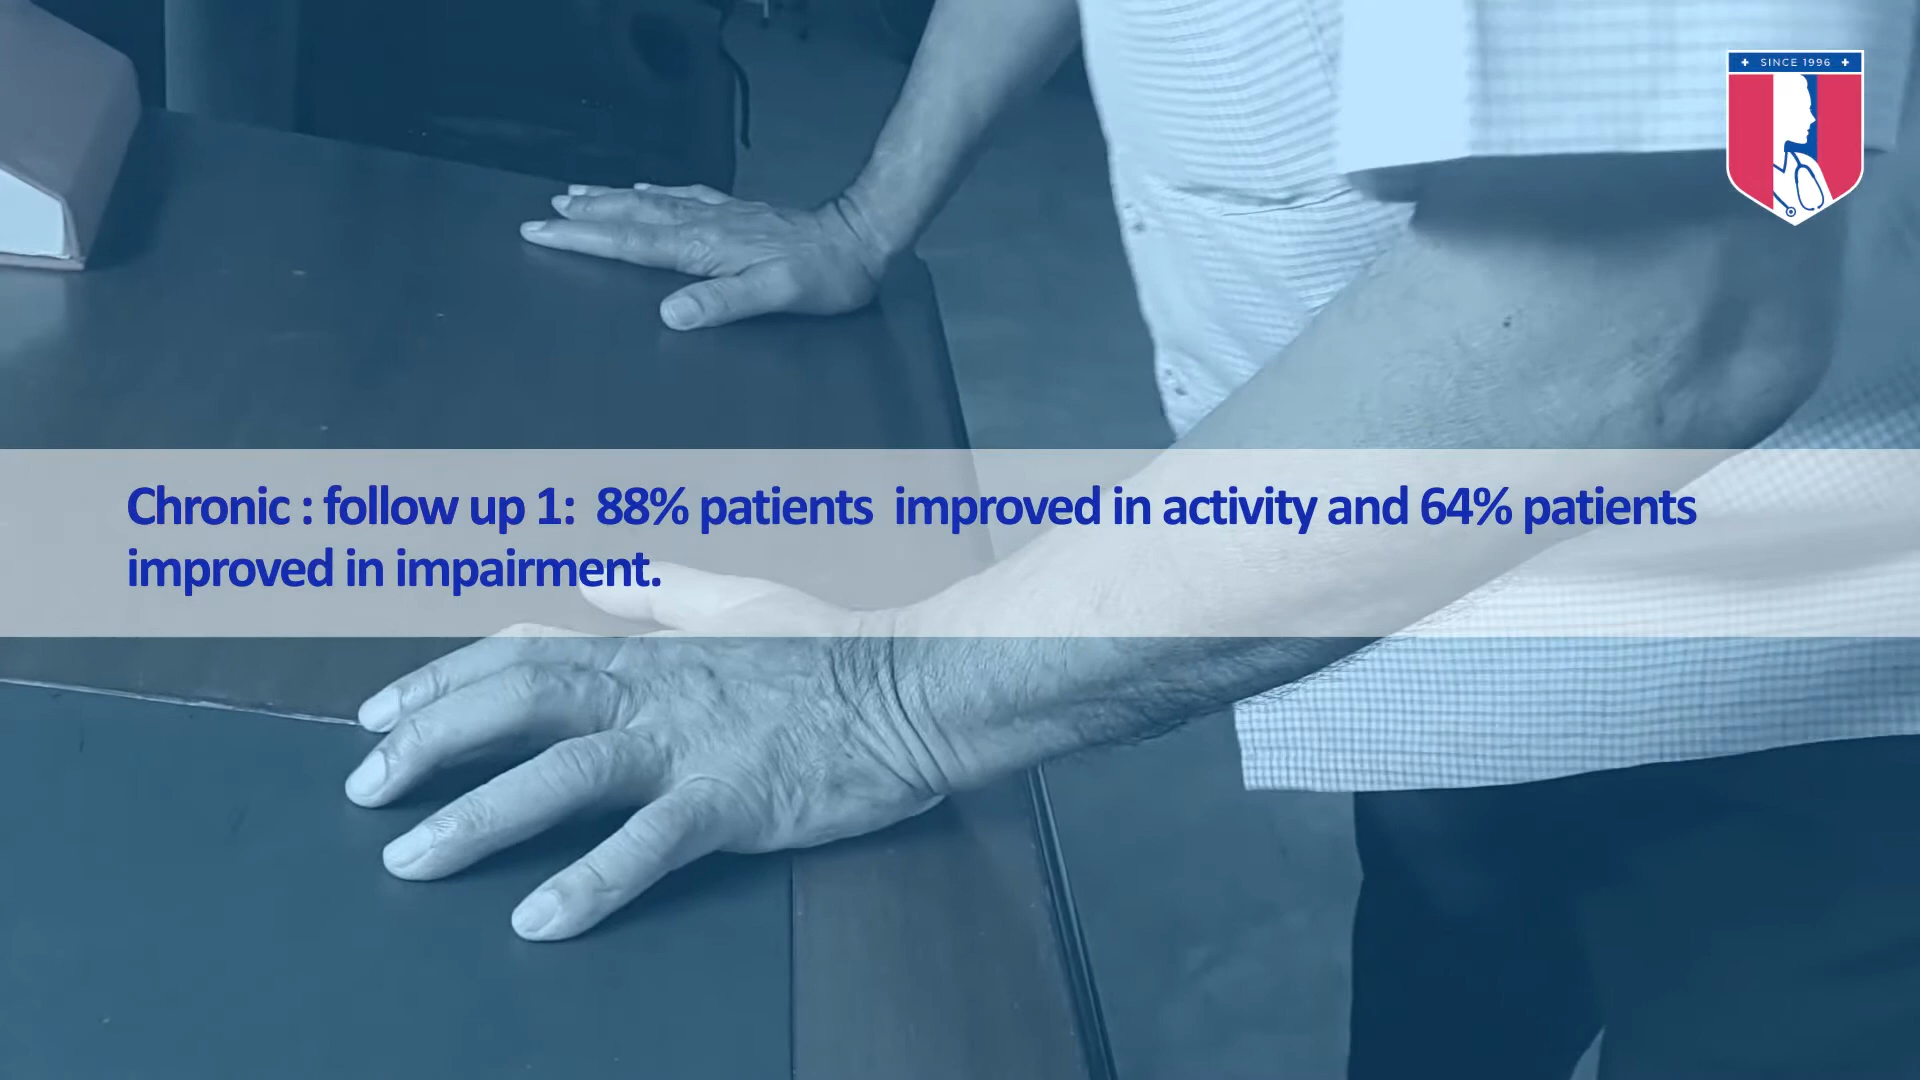 + SINCE 1996 +
Chronic : follow up 1:  88% patients  improved in activity and 64% patients
improved in impairment.